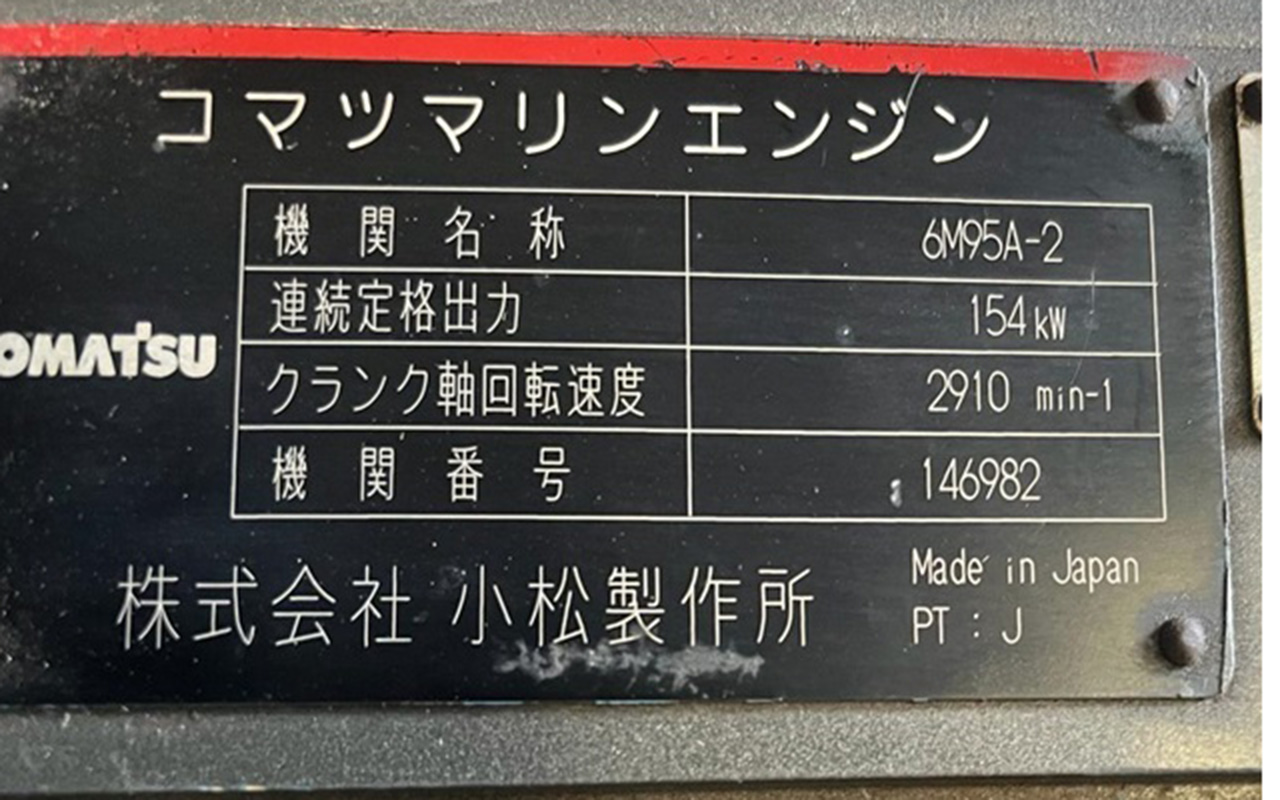 コマツマリンエンジン
機関名称 6M95A-2
連続定格出力 154kW
OMATSU
クランク軸回転速度 2910 min-1
機関番号 146982
株式会社 小松製作所
Made in Japan
PT : J